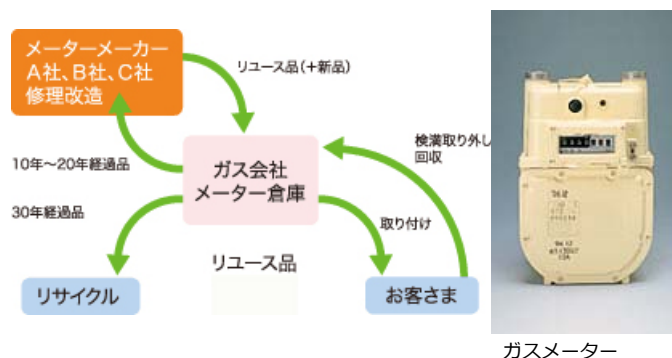 メーターメーカー
A社、B社、C社
修理改造
リユース品(+新品)
検満取り外し
回収
10年～20年経過品
ガス会社
メーター倉庫
30年経過品
取り付け
リユース品
リサイクル
お客さま
ガスメーター